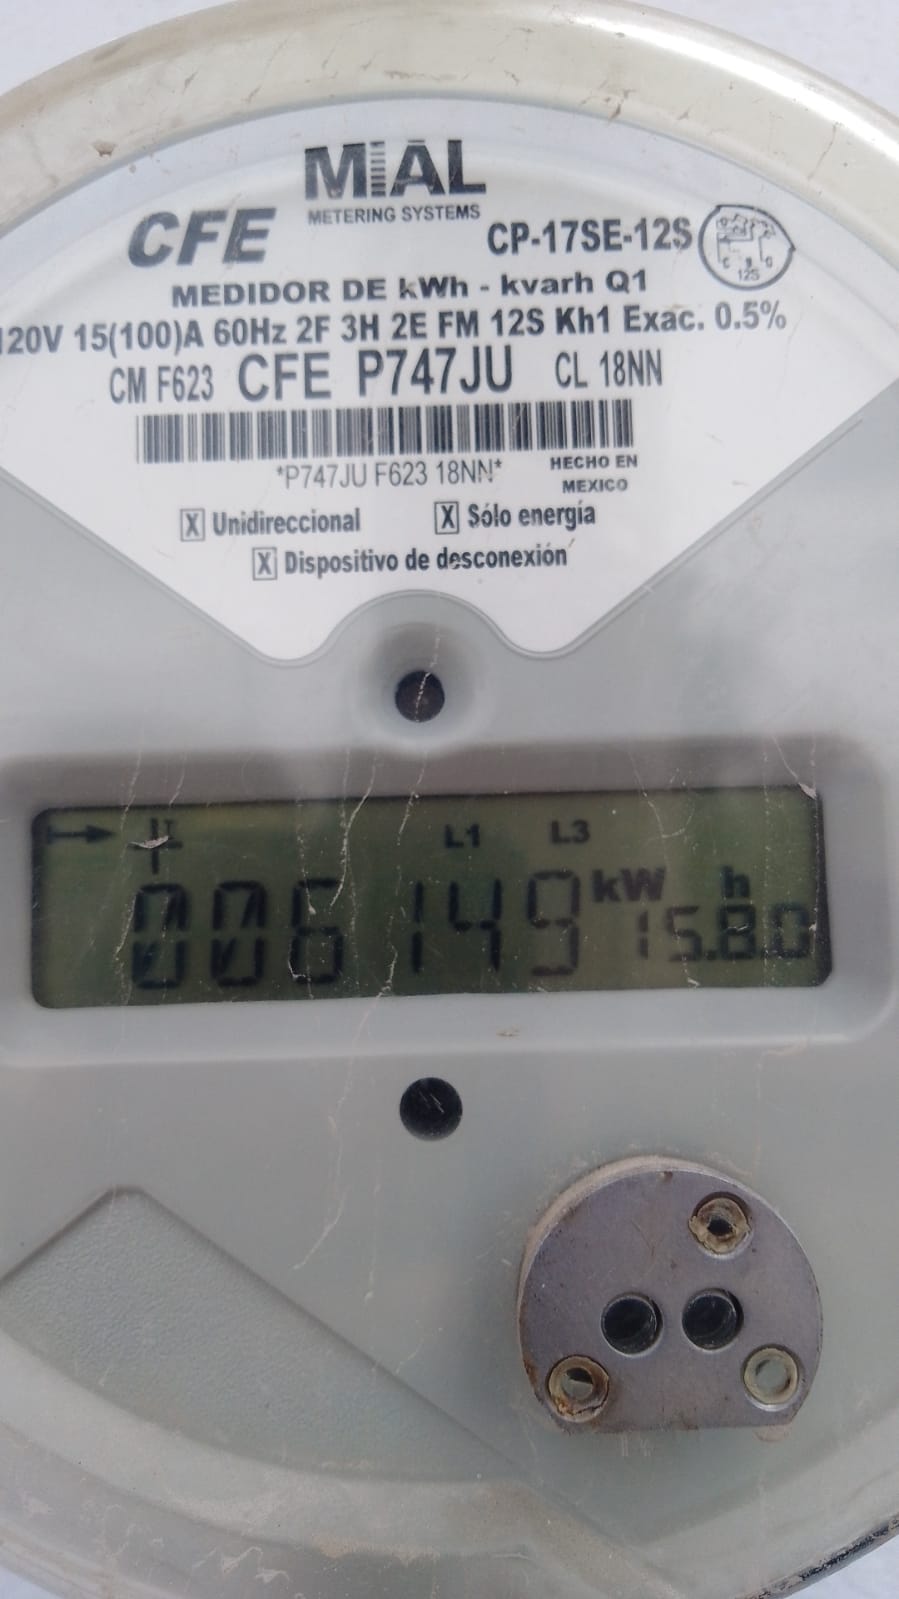 MIAL
METERING SYSTEMS
CFE
CP-17SE-12S
12S
MEDIDOR DE kWh - kvarh Q1
120V 15(100)A 60Hz 2F 3H 2E FM 12S Kh1 Exac. 0.5%
CM F623 CFE P747JU CL 18NN
*P747JU F623 18NN*
HECHO EN
MEXICO
X Unidireccional X Sólo energía
X Dispositivo de desconexión
L1 L3
kW h
006149 15.8.0